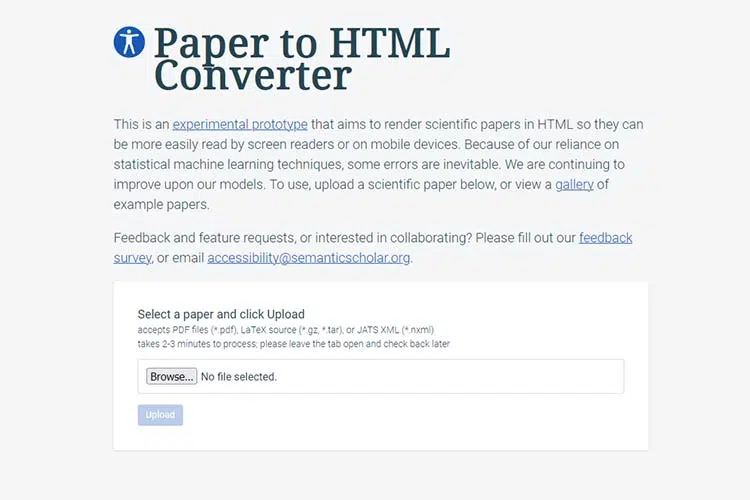 Paper to HTML
Converter
This is an experimental prototype that aims to render scientific papers in HTML so they can
be more easily read by screen readers or on mobile devices. Because of our reliance on
statistical machine learning techniques, some errors are inevitable. We are continuing to
improve upon our models. To use, upload a scientific paper below, or view a gallery of
example papers.
Feedback and feature requests, or interested in collaborating? Please fill out our feedback
survey, or email accessibility@semanticscholar.org.
Select a paper and click Upload
accepts PDF files (*.pdf), LaTeX source (*.gz, *.tar), or JATS XML (*.nxml)
takes 2-3 minutes to process; please leave the tab open and check back later
Browse... No file selected.
Upload